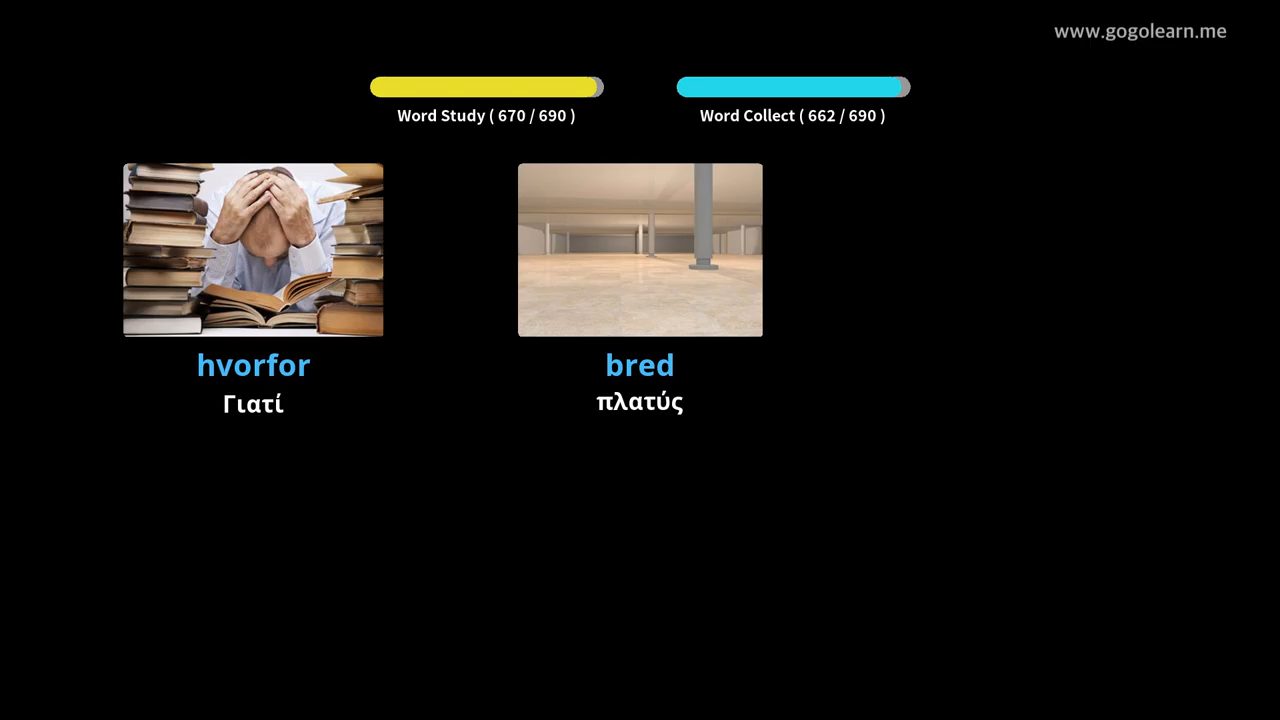 www.gogolearn.me
Word Study ( 670 / 690 )
Word Collect ( 662 / 690 )
hvorfor
Γιατί
bred
πλατύς